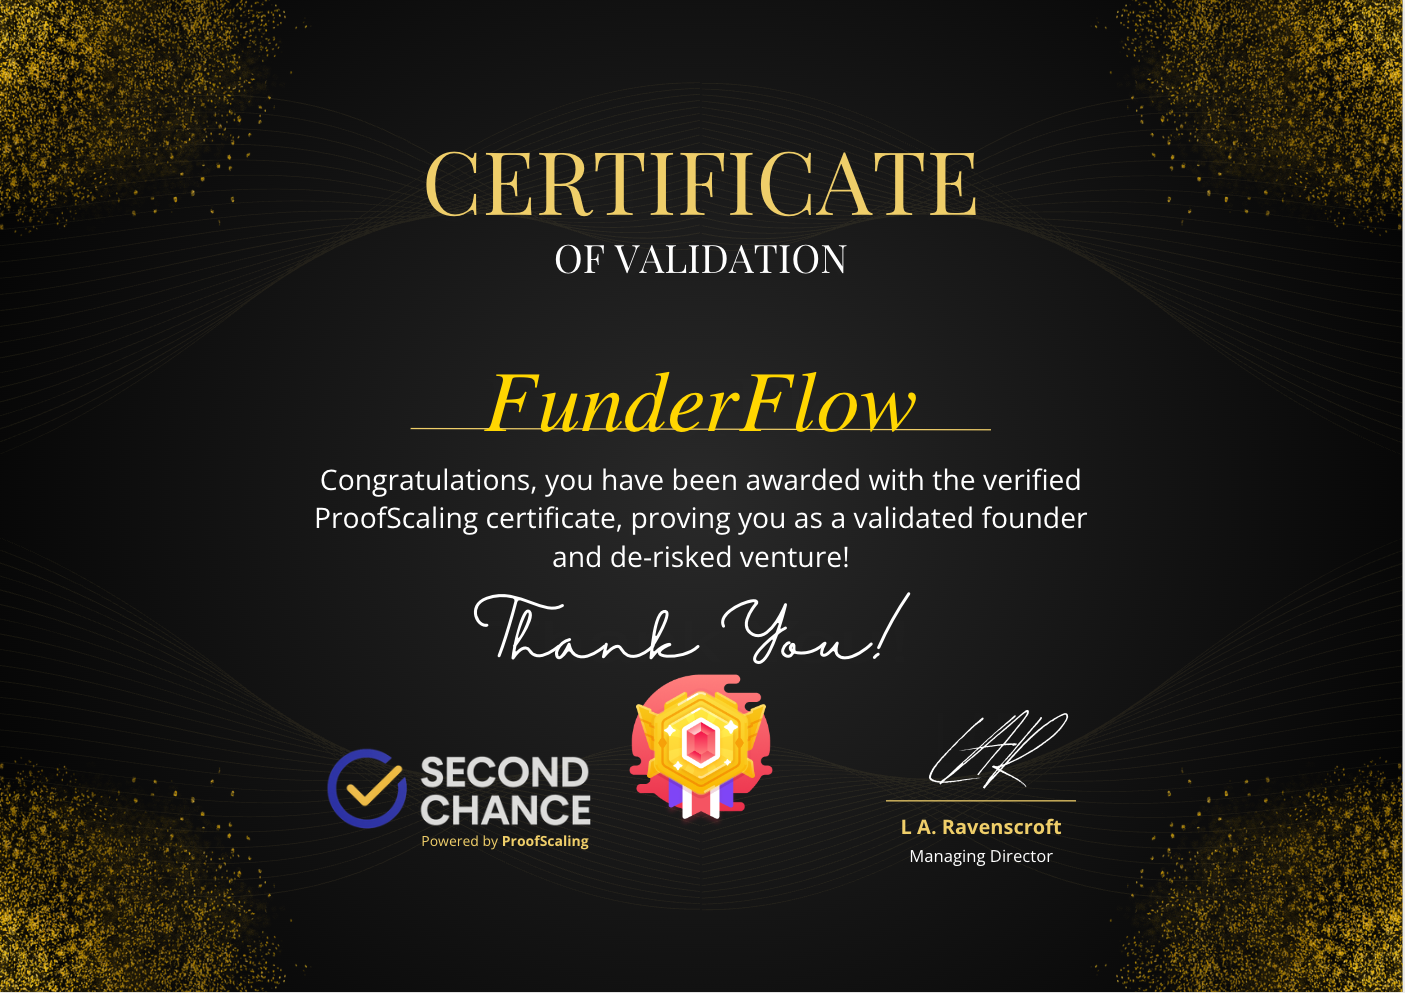 CERTIFICATE
OF VALIDATION
FunderFlow
Congratulations, you have been awarded with the verified
ProofScaling certificate, proving you as a validated founder
and de-risked venture!
Thank You!
SECOND
CHANCE
Powered by ProofScaling
LAR
L A. Ravenscroft
Managing Director